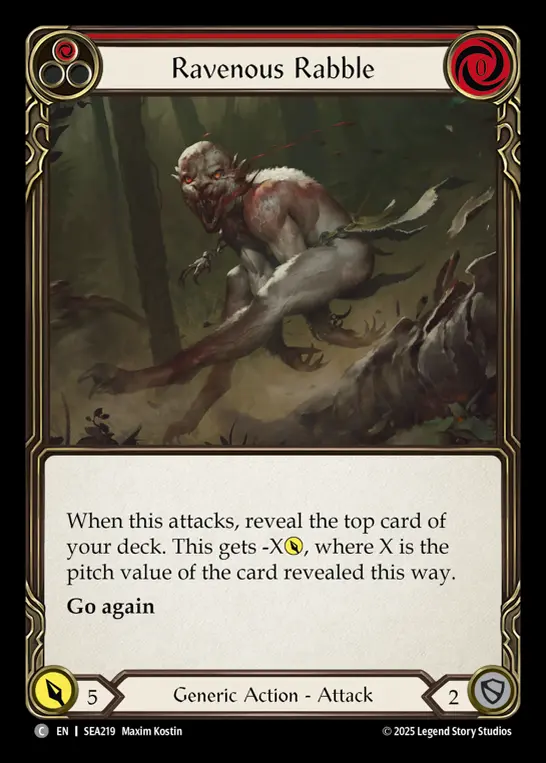 Ravenous Rabble
0
When this attacks, reveal the top card of
your deck. This gets -X, where X is the
pitch value of the card revealed this way.
Go again
5
Generic Action - Attack
2
C EN | SEA219 Maxim Kostin
© 2025 Legend Story Studios